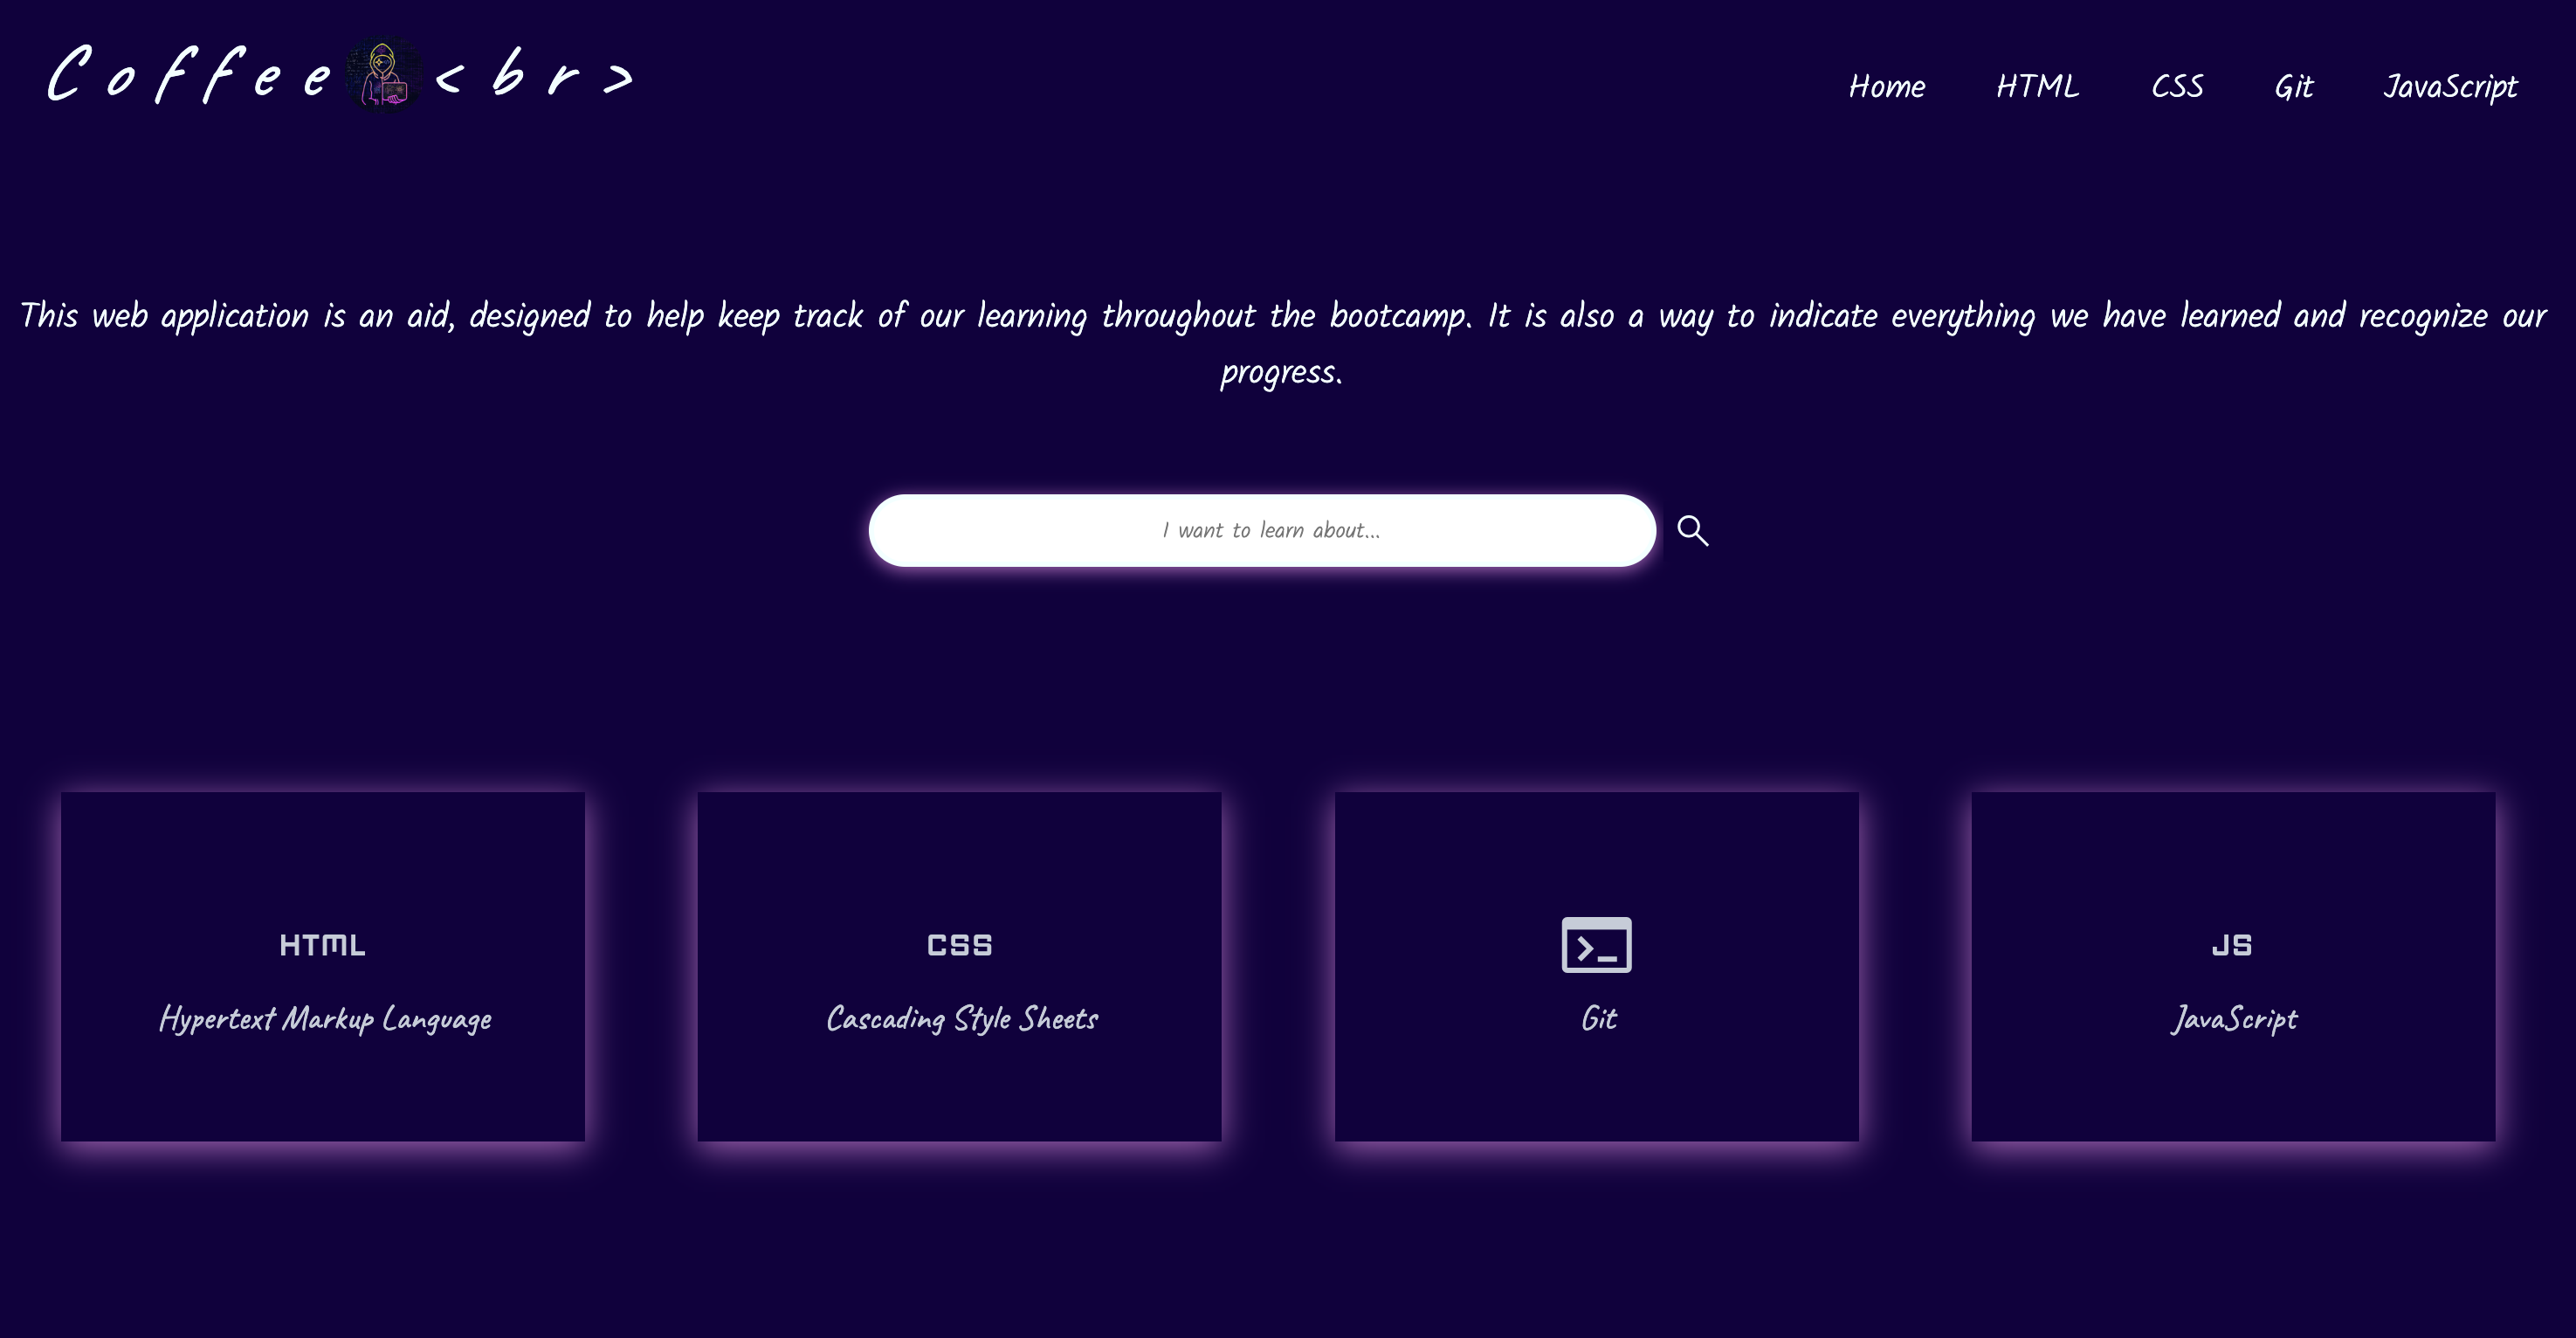 Coffee <br>
Home HTML CSS Git JavaScript
This web application is an aid, designed to help keep track of our learning throughout the bootcamp. It is also a way to indicate everything we have learned and recognize our
progress.
I want to learn about...
HTML
Hypertext Markup Language
CSS
Cascading Style Sheets
Git
JS
JavaScript